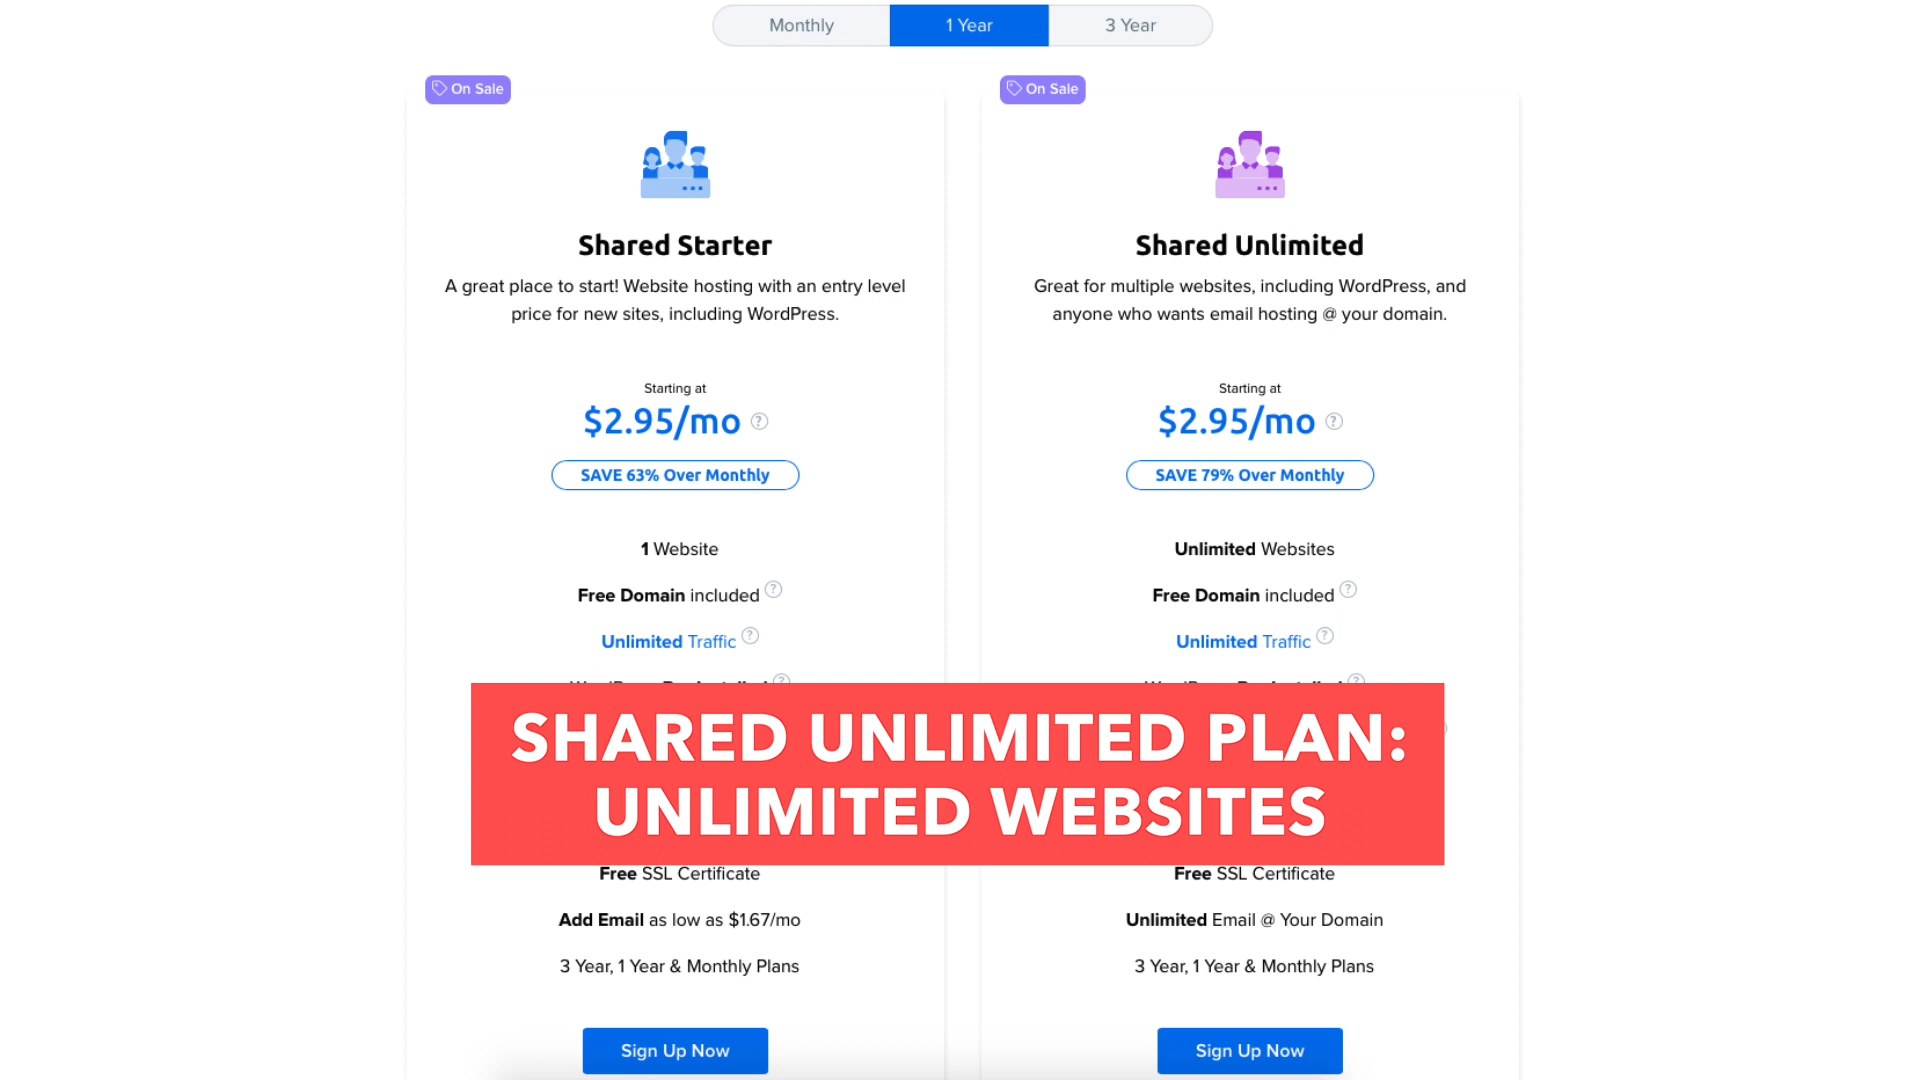 Monthly
1 Year
3 Year
On Sale
Shared Starter
A great place to start! Website hosting with an entry level
price for new sites, including WordPress.
Starting at
$2.95/mo ?
SAVE 63% Over Monthly
1 Website
Free Domain included ?
Unlimited Traffic ?
Free SSL Certificate
Add Email as low as $1.67/mo
3 Year, 1 Year & Monthly Plans
Sign Up Now
On Sale
Shared Unlimited
Great for multiple websites, including WordPress, and
anyone who wants email hosting @ your domain.
Starting at
$2.95/mo ?
SAVE 79% Over Monthly
Unlimited Websites
Free Domain included ?
Unlimited Traffic ?
Free SSL Certificate
Unlimited Email @ Your Domain
3 Year, 1 Year & Monthly Plans
Sign Up Now
SHARED UNLIMITED PLAN:
UNLIMITED WEBSITES